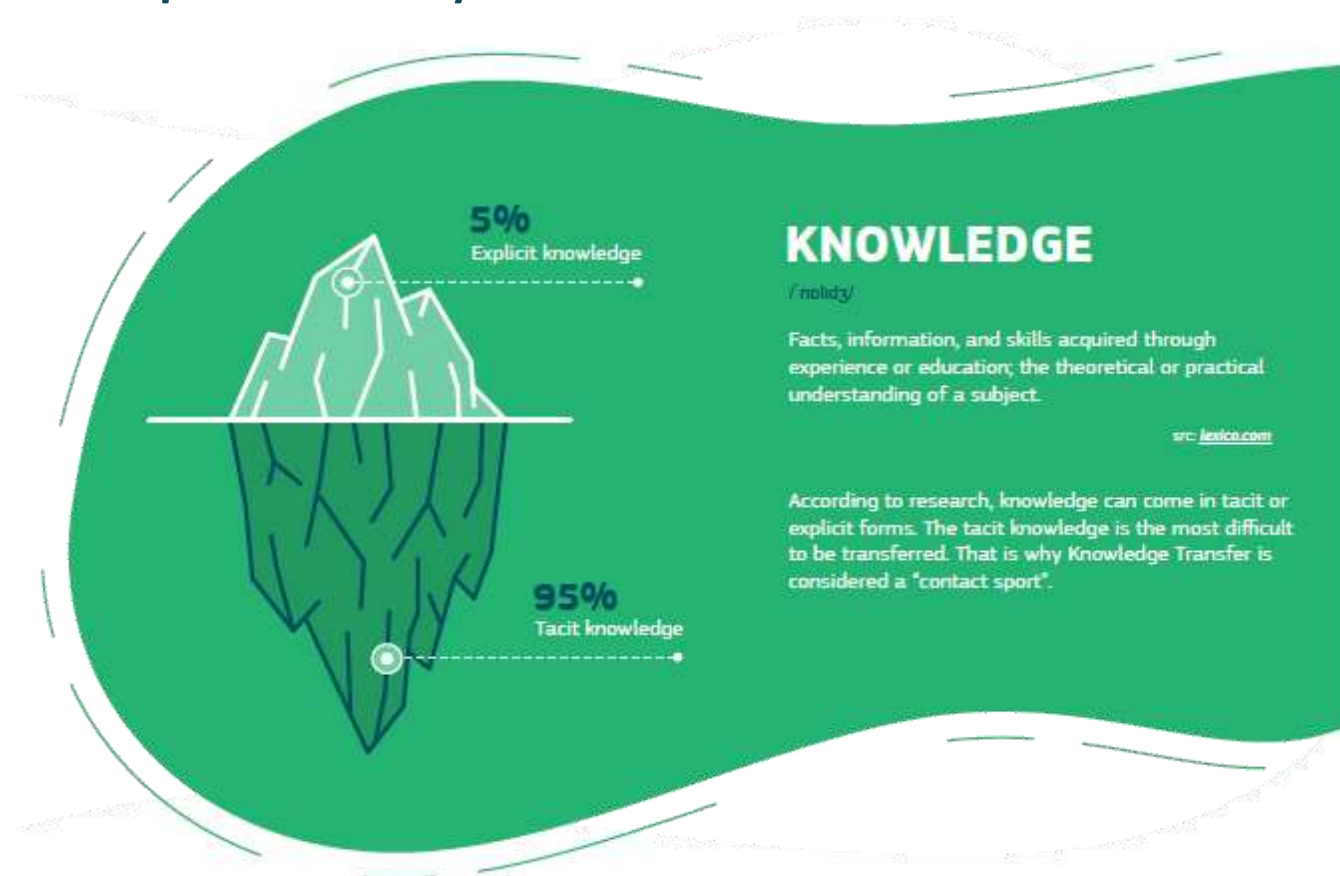 5%
Explicit knowledge
95%
Tacit knowledge
KNOWLEDGE
/ˈnɒlɪdʒ/
Facts, information, and skills acquired through
experience or education; the theoretical or practical
understanding of a subject.
src: lexico.com
According to research, knowledge can come in tacit or
explicit forms. The tacit knowledge is the most difficult
to be transferred. That is why Knowledge Transfer is
considered a “contact sport”.